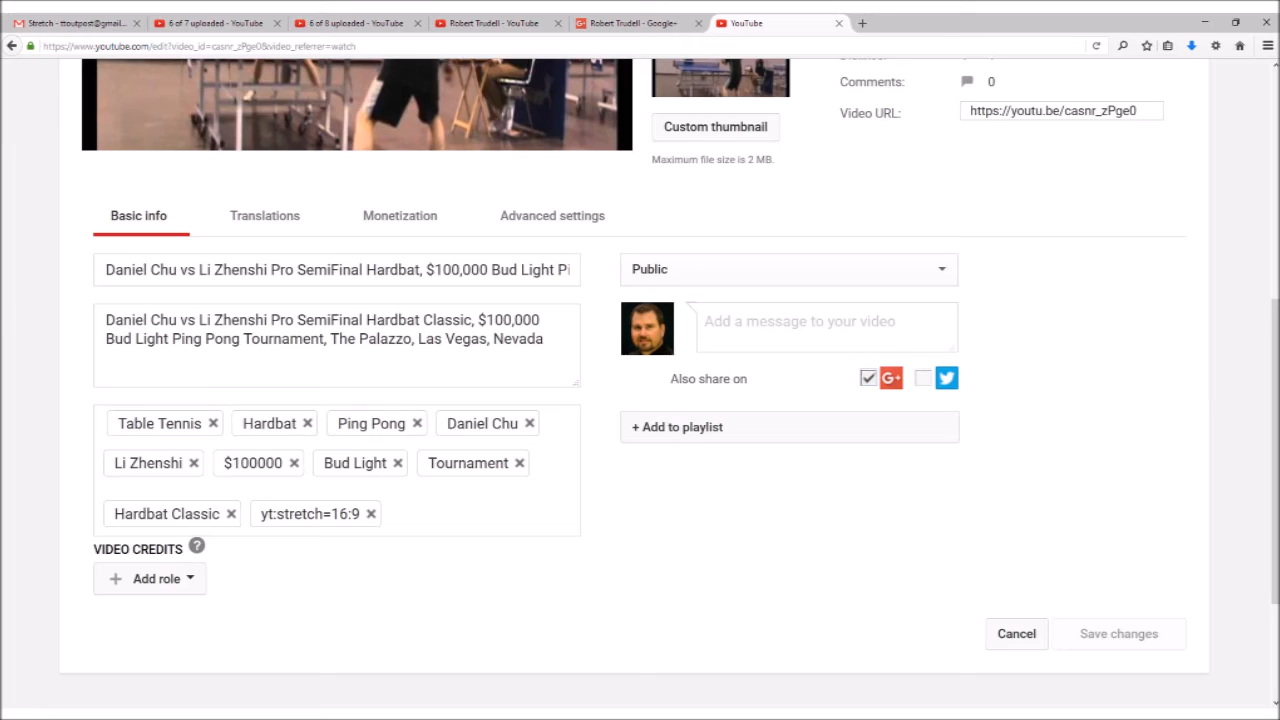 Stretch - ttoutpost@gmail...
6 of 7 uploaded - YouTube
6 of 8 uploaded - YouTube
Robert Trudell - YouTube
Robert Trudell - Google+
YouTube
https://www.youtube.com/edit?video_id=casnr_zPge0&video_referrer=watch
Comments: 0
Custom thumbnail
Video URL: https://youtu.be/casnr_zPge0
Maximum file size is 2 MB.
Basic info
Translations
Monetization
Advanced settings
Daniel Chu vs Li Zhenshi Pro SemiFinal Hardbat, $100,000 Bud Light Pi
Public
Daniel Chu vs Li Zhenshi Pro SemiFinal Hardbat Classic, $100,000
Bud Light Ping Pong Tournament, The Palazzo, Las Vegas, Nevada
Add a message to your video
Also share on G+
+ Add to playlist
Table Tennis × Hardbat × Ping Pong × Daniel Chu ×
Li Zhenshi × $100000 × Bud Light × Tournament ×
Hardbat Classic × yt:stretch=16:9 ×
VIDEO CREDITS ?
+ Add role
Cancel
Save changes